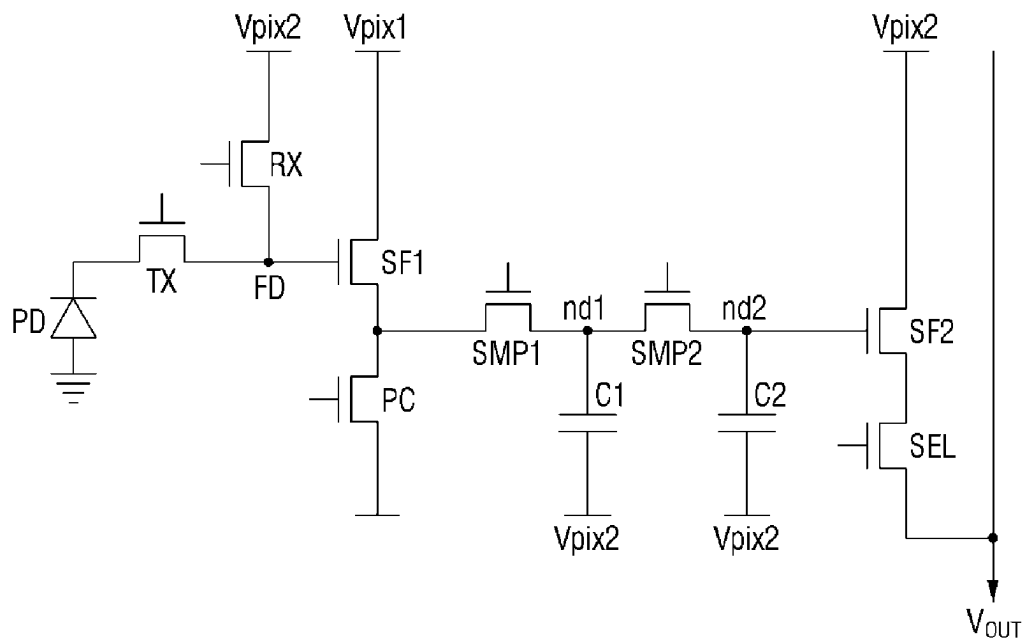 Vpix2
Vpix1
Vpix2
RX
TX
FD
SF1
PD
PC
SMP1
nd1
SMP2
nd2
SF2
C1
C2
SEL
Vpix2
Vpix2
VOUT